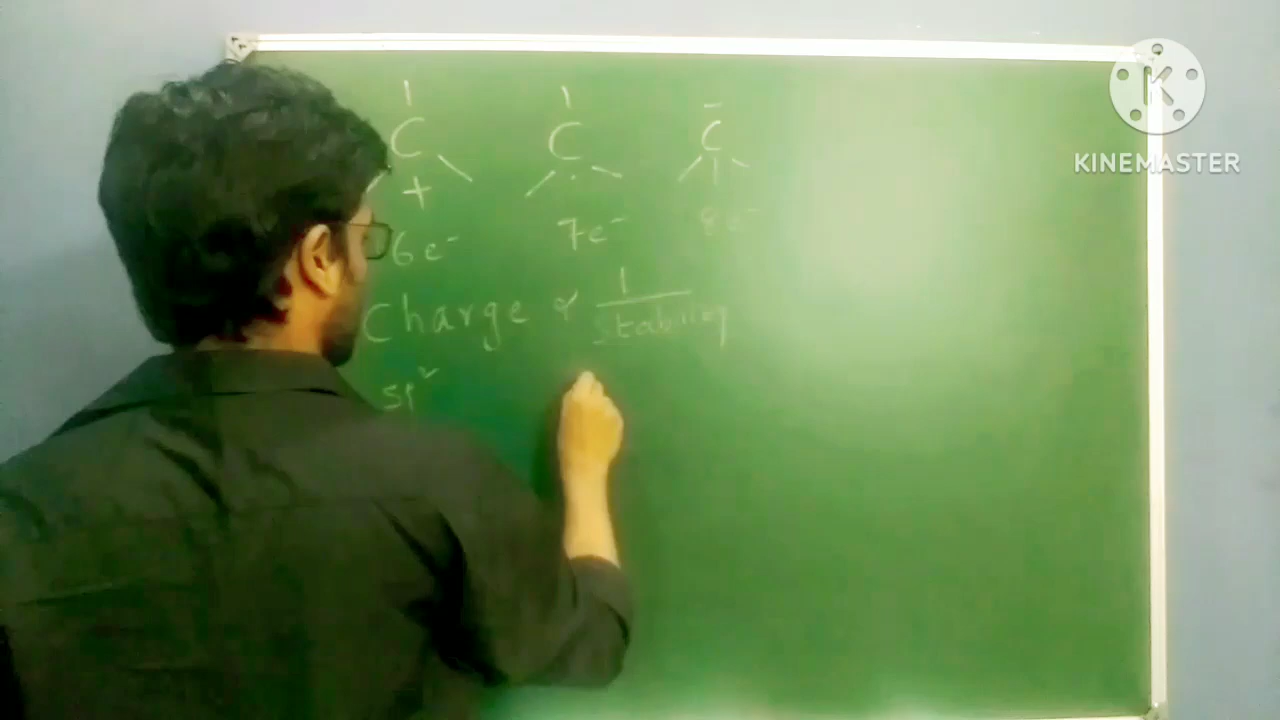 C C C
+
6e⁻ 7e⁻ 8e⁻
Charge ∝ 1/stability
sp²
KINEMASTER